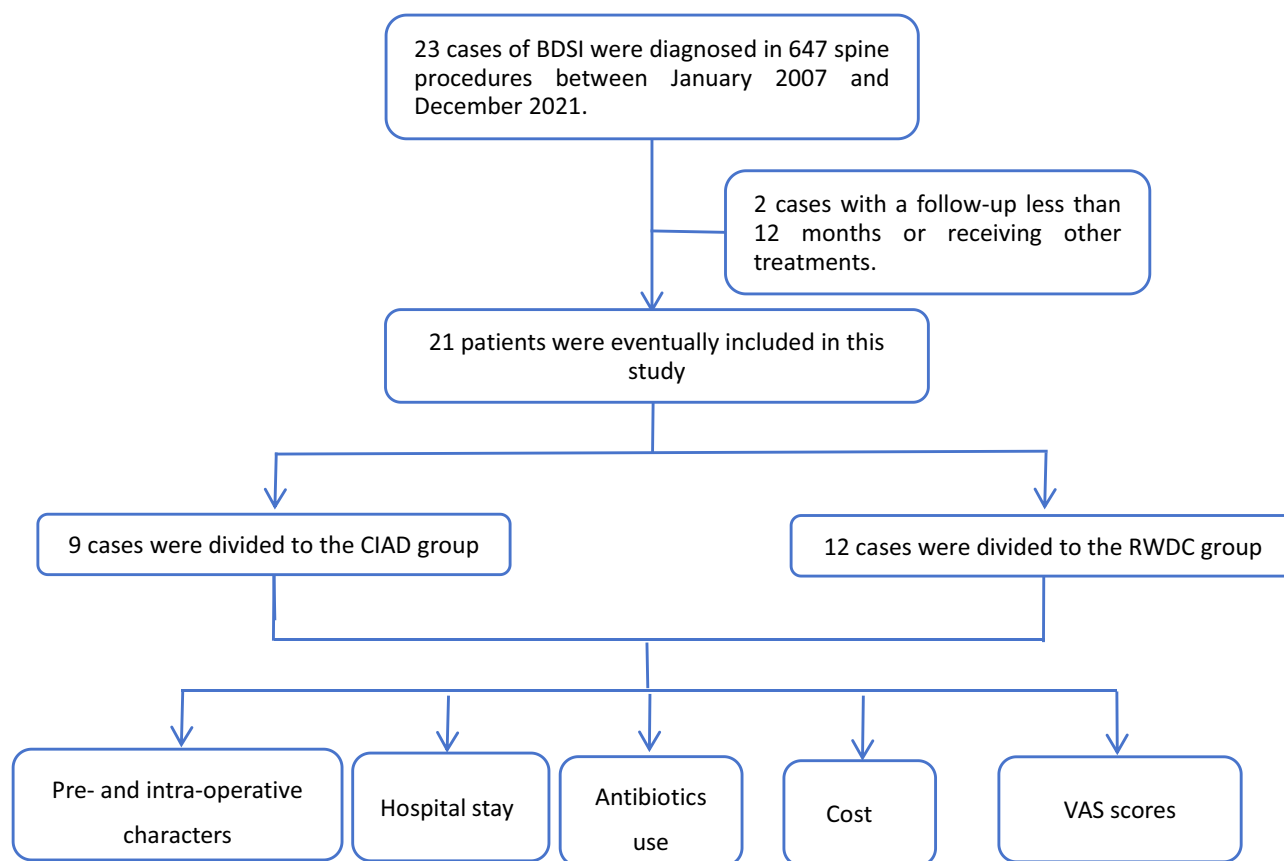 23 cases of BDSI were diagnosed in 647 spine
procedures between January 2007 and
December 2021.
2 cases with a follow-up less than
12 months or receiving other
treatments.
21 patients were eventually included in this
study
9 cases were divided to the CIAD group
12 cases were divided to the RWDC group
Pre- and intra-operative
characters
Hospital stay
Antibiotics
use
Cost
VAS scores